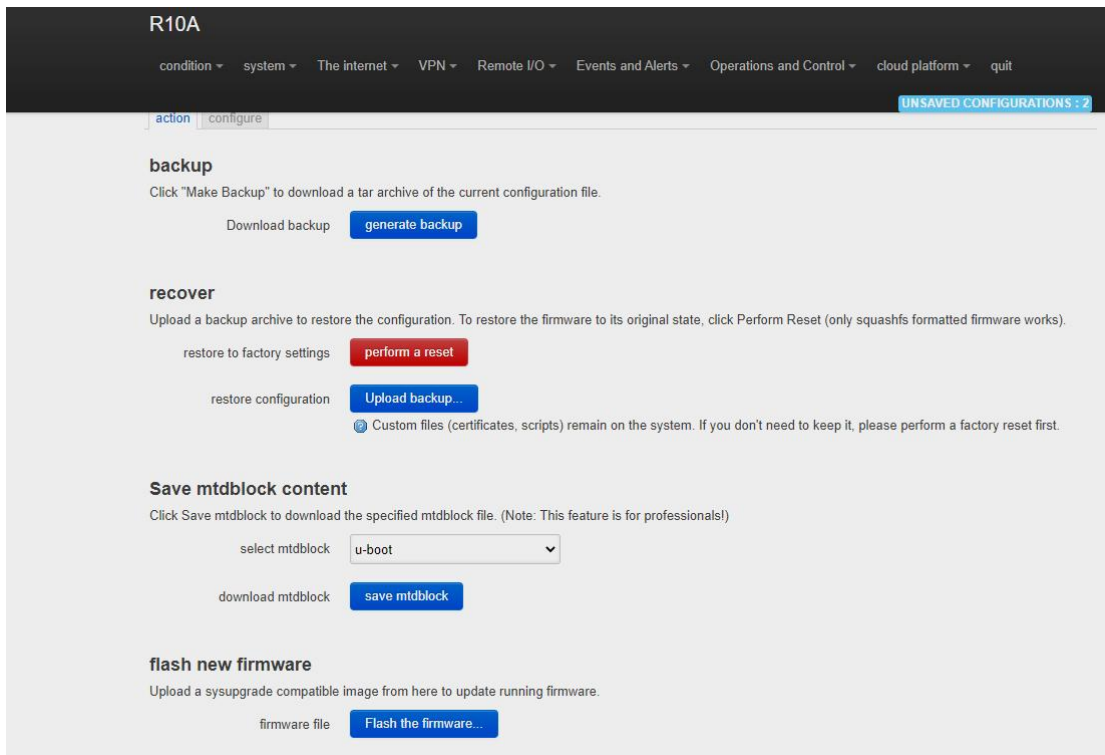 R10A
condition system The internet VPN Remote I/O Events and Alerts Operations and Control cloud platform quit
UNSAVED CONFIGURATIONS : 2
action configure
backup
Click "Make Backup" to download a tar archive of the current configuration file.
Download backup generate backup
recover
Upload a backup archive to restore the configuration. To restore the firmware to its original state, click Perform Reset (only squashfs formatted firmware works).
restore to factory settings perform a reset
restore configuration Upload backup...
Custom files (certificates, scripts) remain on the system. If you don't need to keep it, please perform a factory reset first.
Save mtdblock content
Click Save mtdblock to download the specified mtdblock file. (Note: This feature is for professionals!)
select mtdblock u-boot
download mtdblock save mtdblock
flash new firmware
Upload a sysupgrade compatible image from here to update running firmware.
firmware file Flash the firmware...